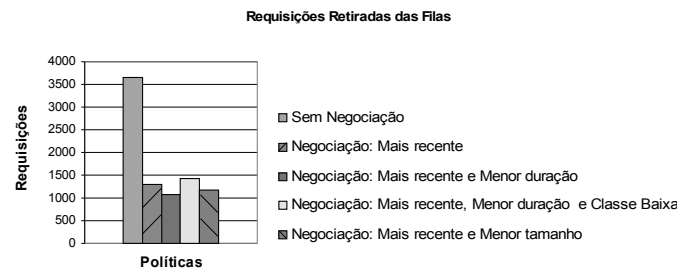 Requisições Retiradas das Filas
4000
3500
3000
2500
2000
1500
1000
500
0
Requisições
Políticas
Sem Negociação
Negociação: Mais recente
Negociação: Mais recente e Menor duração
Negociação: Mais recente, Menor duração e Classe Baixa
Negociação: Mais recente e Menor tamanho